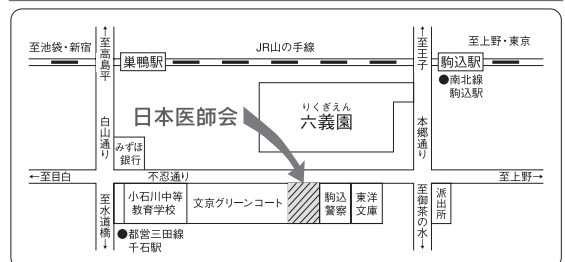 至池袋・新宿
←至高島平
巣鴨駅
JR山の手線
至王子→
駒込駅
至上野・東京
●南北線
駒込駅
りくぎえん
六義園
日本医師会
白山通り
みずほ
銀行
本郷通り
←至目白
不忍通り
至上野→
至水道橋→
小石川中等
教育学校
文京グリーンコート
駒込
警察
東洋
文庫
至御茶の水→
派出所
●都営三田線
千石駅